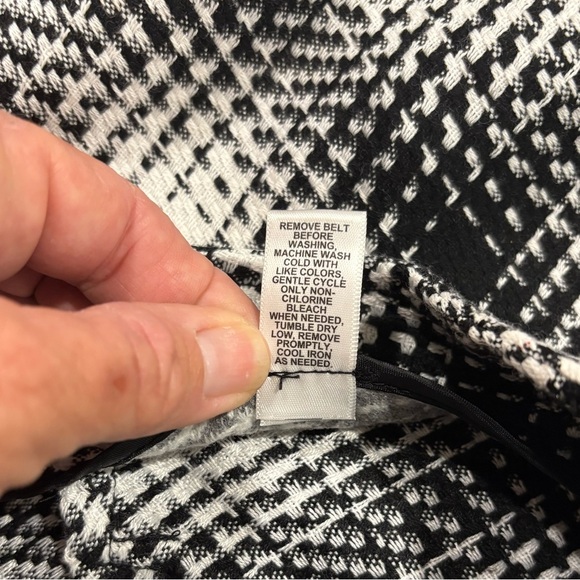 REMOVE BELT
BEFORE
WASHING,
MACHINE WASH
COLD WITH
LIKE COLORS,
GENTLE CYCLE
ONLY NON-
CHLORINE
BLEACH
WHEN NEEDED,
TUMBLE DRY
LOW, REMOVE
PROMPTLY,
COOL IRON
AS NEEDED.